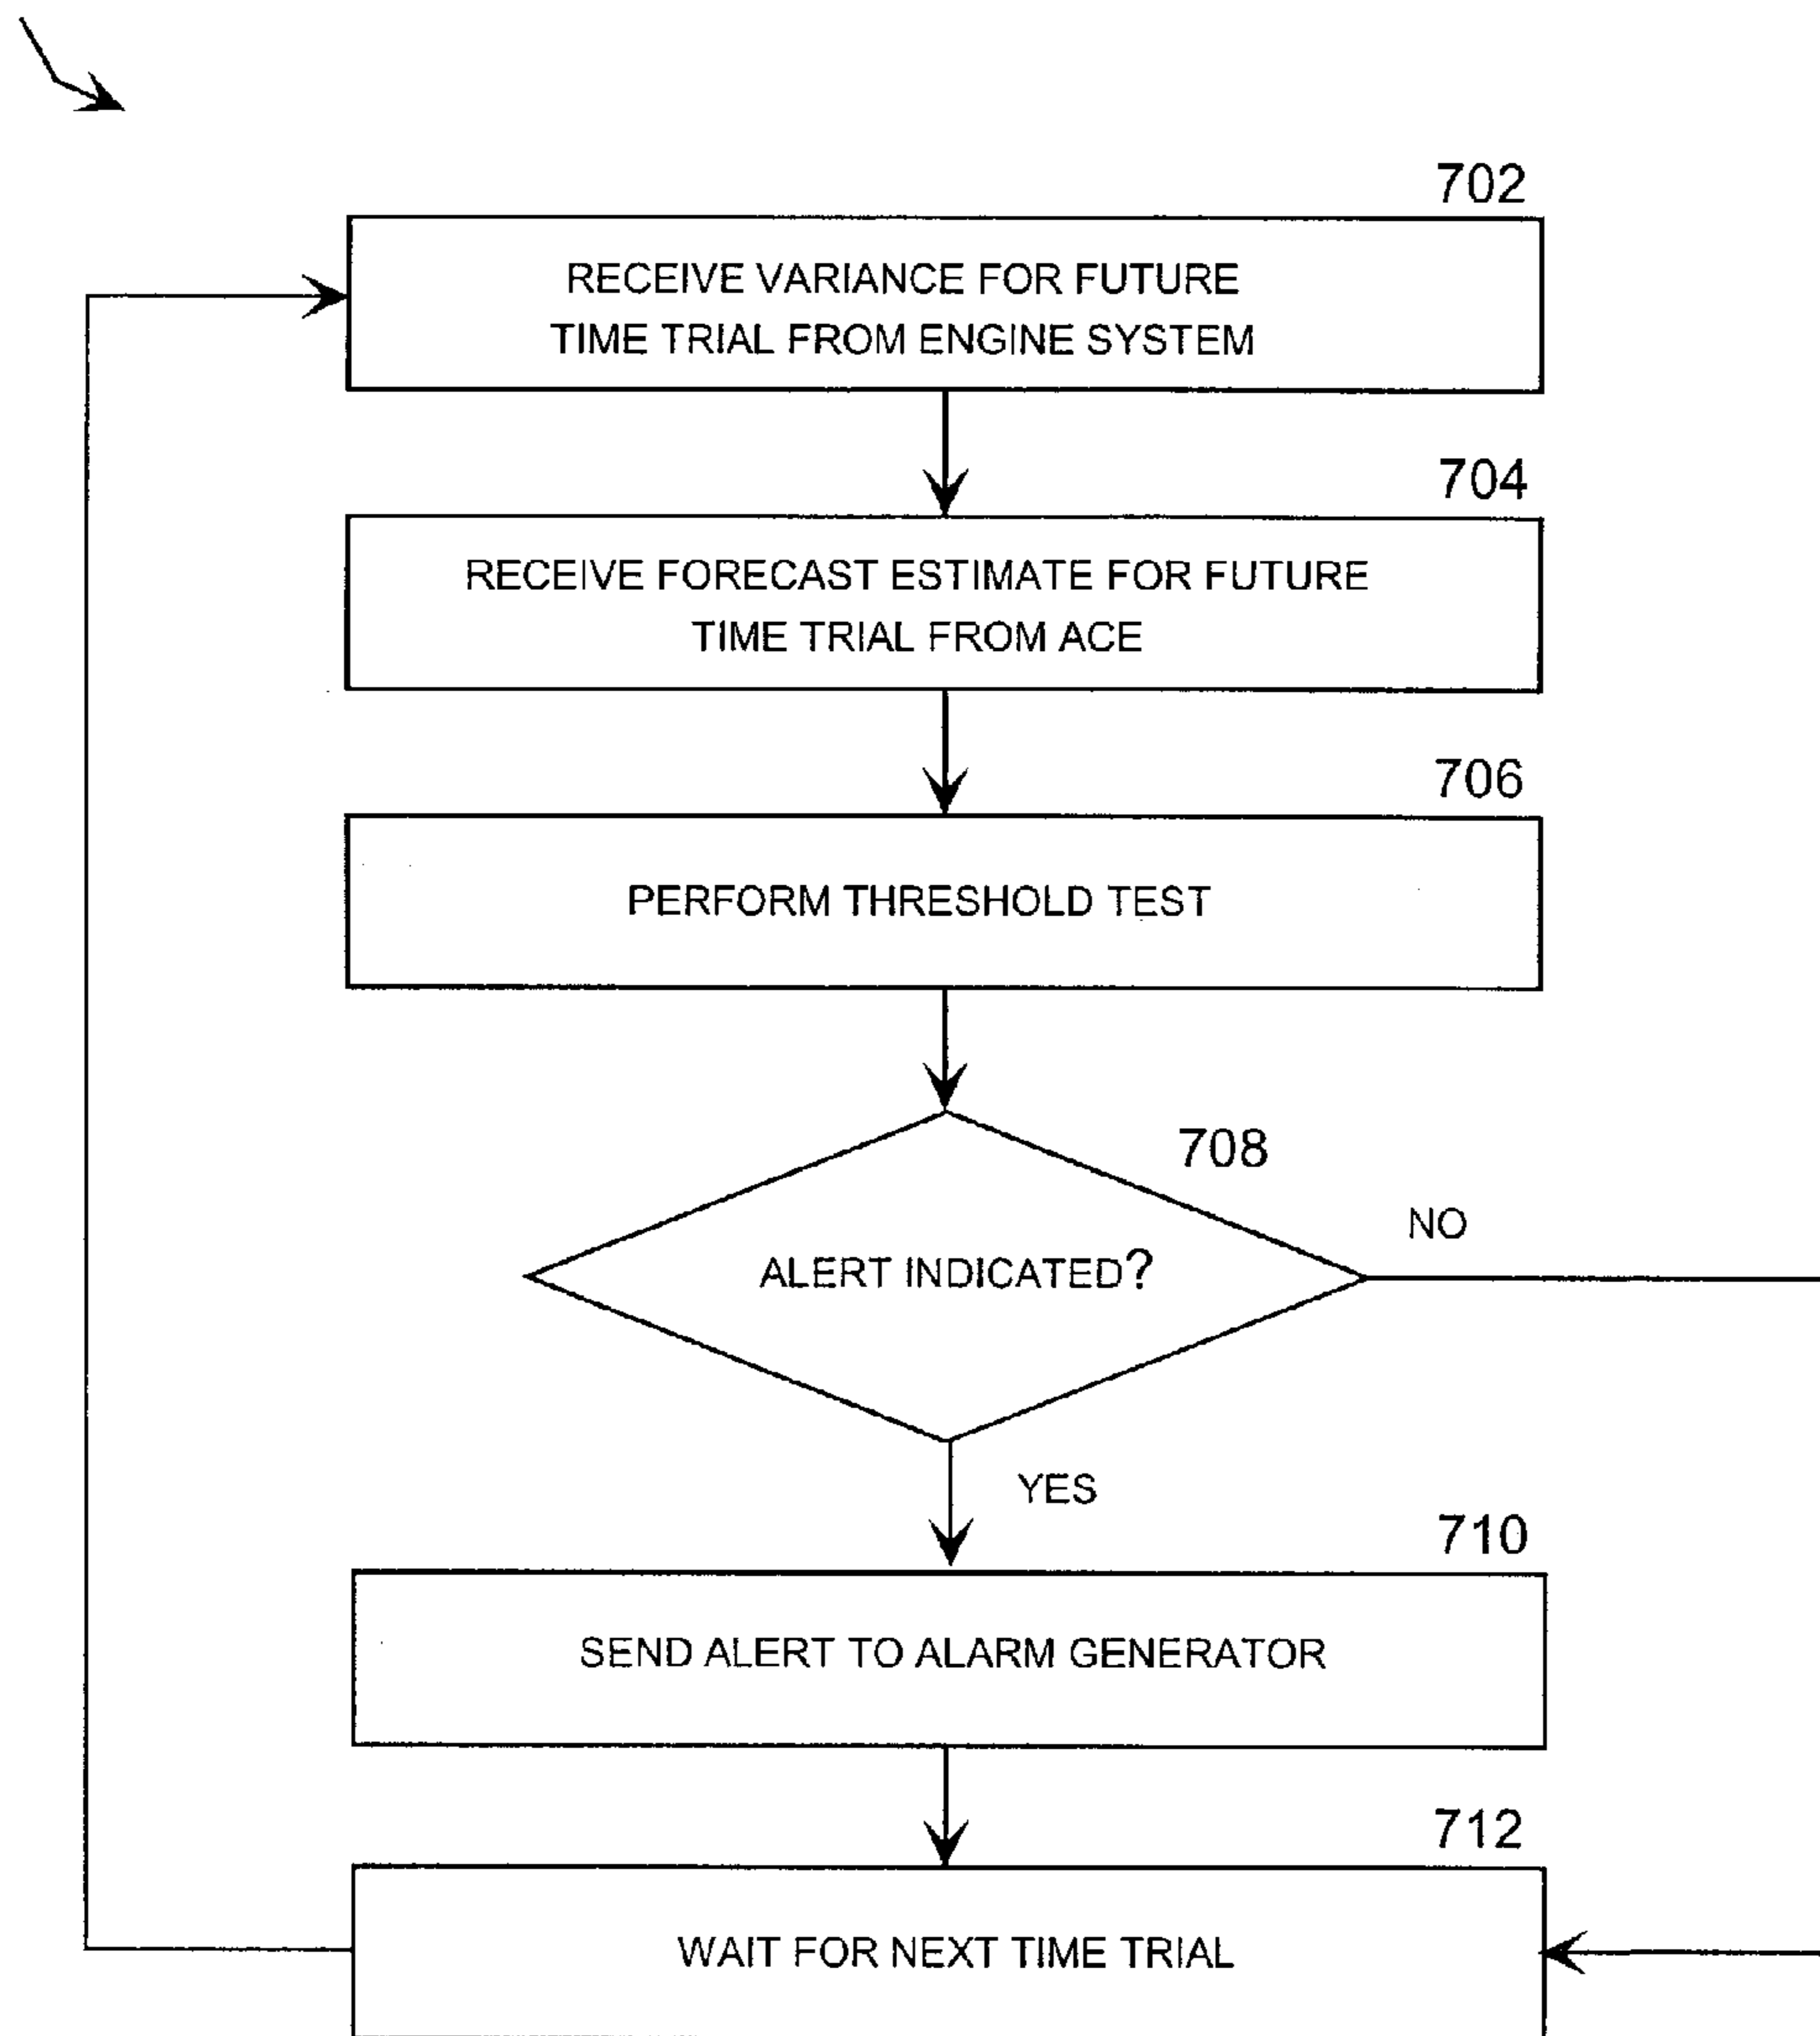 702
RECEIVE VARIANCE FOR FUTURE
TIME TRIAL FROM ENGINE SYSTEM
704
RECEIVE FORECAST ESTIMATE FOR FUTURE
TIME TRIAL FROM ACE
706
PERFORM THRESHOLD TEST
708
ALERT INDICATED?
NO
YES
710
SEND ALERT TO ALARM GENERATOR
712
WAIT FOR NEXT TIME TRIAL